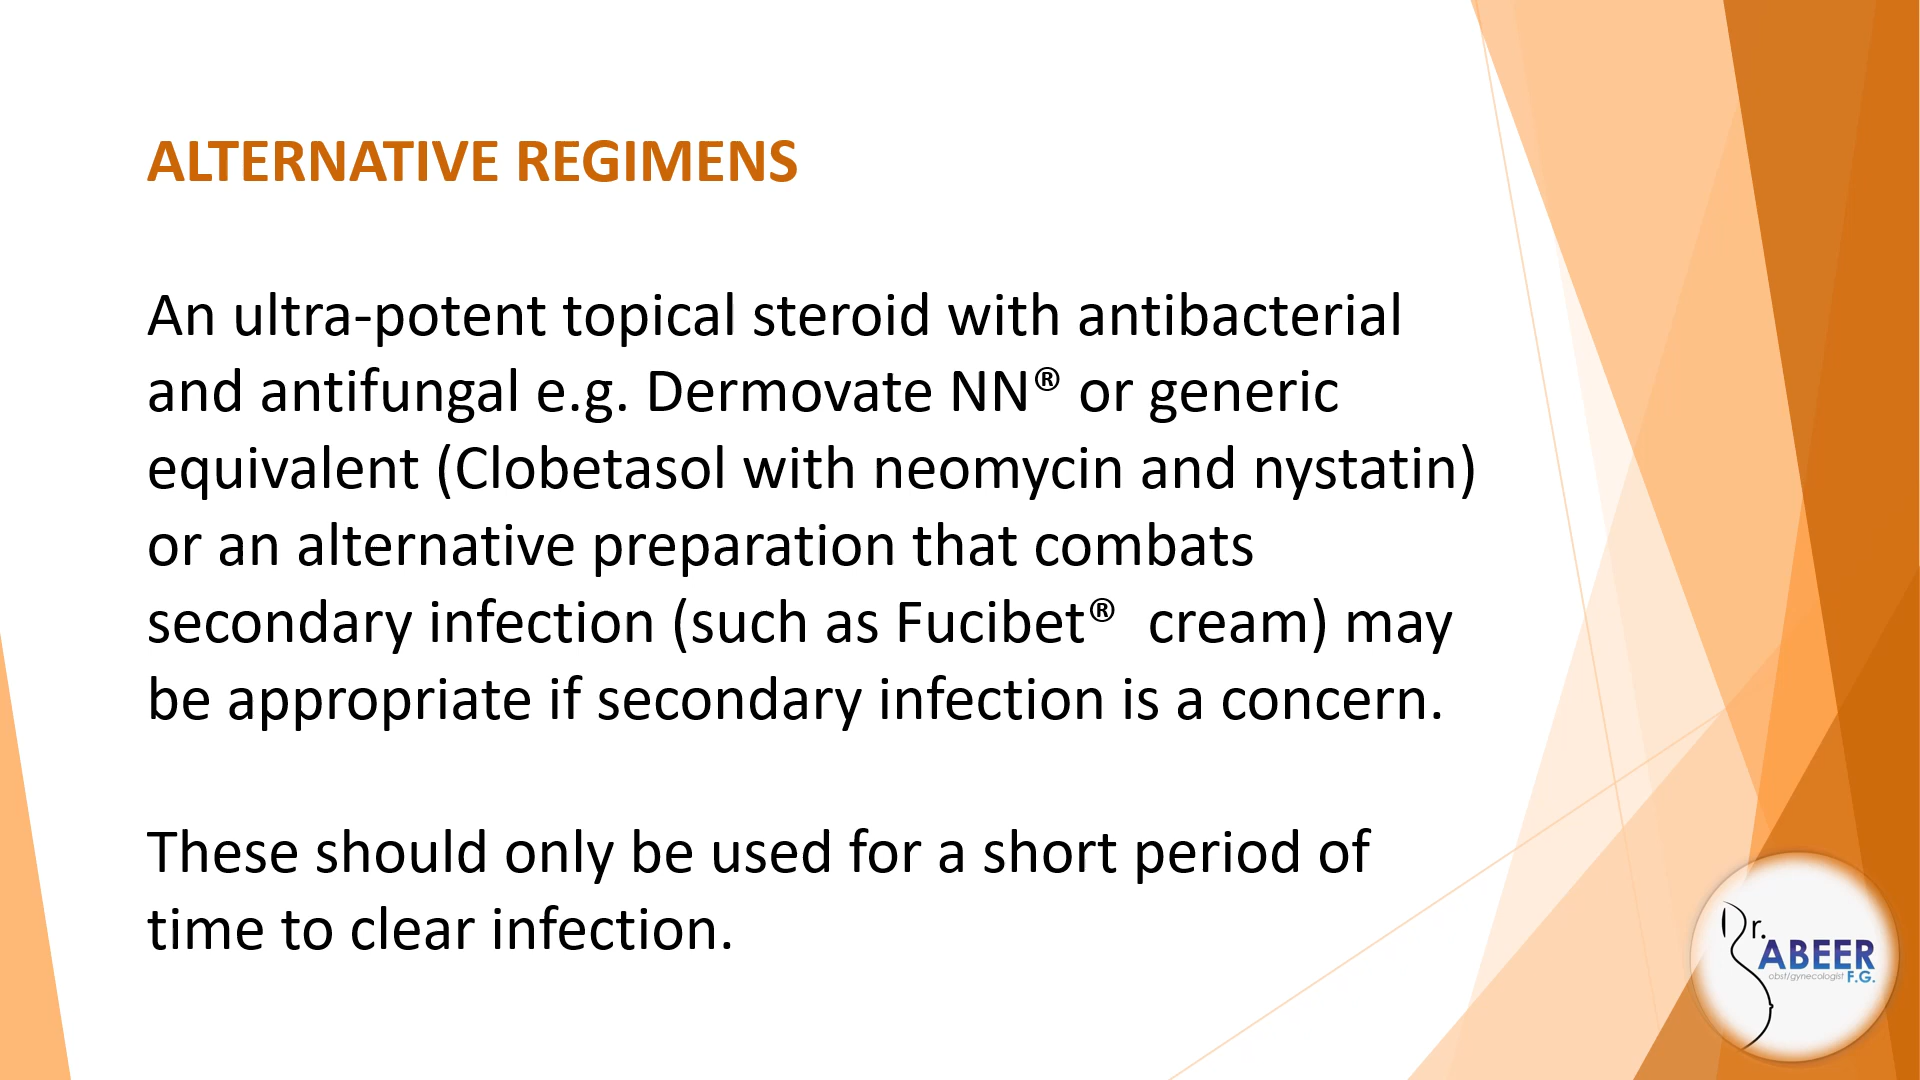 ALTERNATIVE REGIMENS
An ultra-potent topical steroid with antibacterial
and antifungal e.g. Dermovate NN® or generic
equivalent (Clobetasol with neomycin and nystatin)
or an alternative preparation that combats
secondary infection (such as Fucibet®  cream) may
be appropriate if secondary infection is a concern.
These should only be used for a short period of
time to clear infection.
Dr.
ABEER
obst/gynecologist F.G.